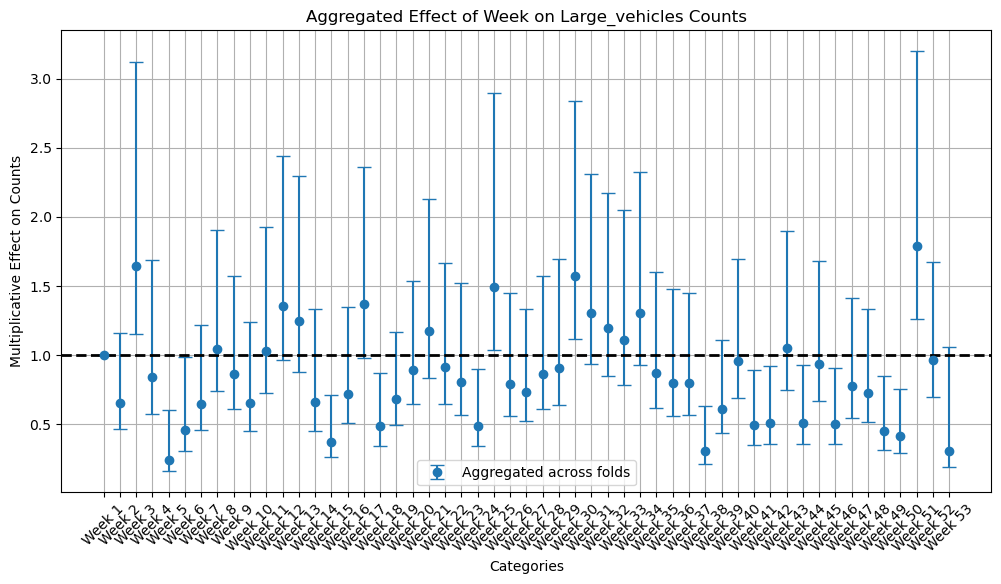 Aggregated Effect of Week on Large_vehicles Counts
Multiplicative Effect on Counts
3.0
2.5
2.0
1.5
1.0
0.5
Aggregated across folds
Week 1
Week 2
Week 3
Week 4
Week 5
Week 6
Week 7
Week 8
Week 9
Week 10
Week 11
Week 12
Week 13
Week 14
Week 15
Week 16
Week 17
Week 18
Week 19
Week 20
Week 21
Week 22
Week 23
Week 24
Week 25
Week 26
Week 27
Week 28
Week 29
Week 30
Week 31
Week 32
Week 33
Week 34
Week 35
Week 36
Week 37
Week 38
Week 39
Week 40
Week 41
Week 42
Week 43
Week 44
Week 45
Week 46
Week 47
Week 48
Week 49
Week 50
Week 51
Week 52
Week 53
Categories